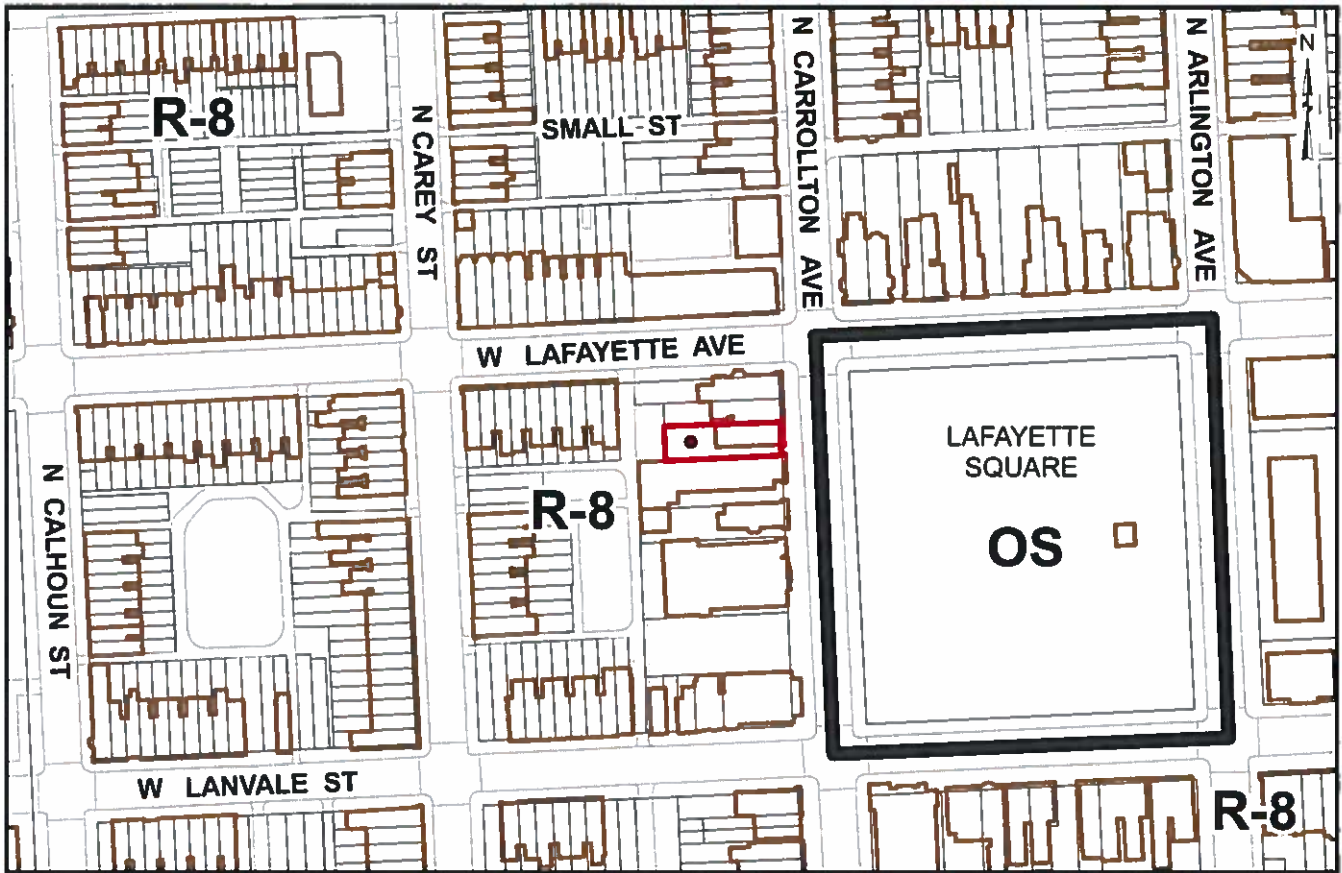 R-8
N CAREY ST
SMALL ST
N CARROLLTON AVE
N ARLINGTON AVE
N
W LAFAYETTE AVE
N CALHOUN ST
R-8
LAFAYETTE
SQUARE
OS
W LANVALE ST
R-8